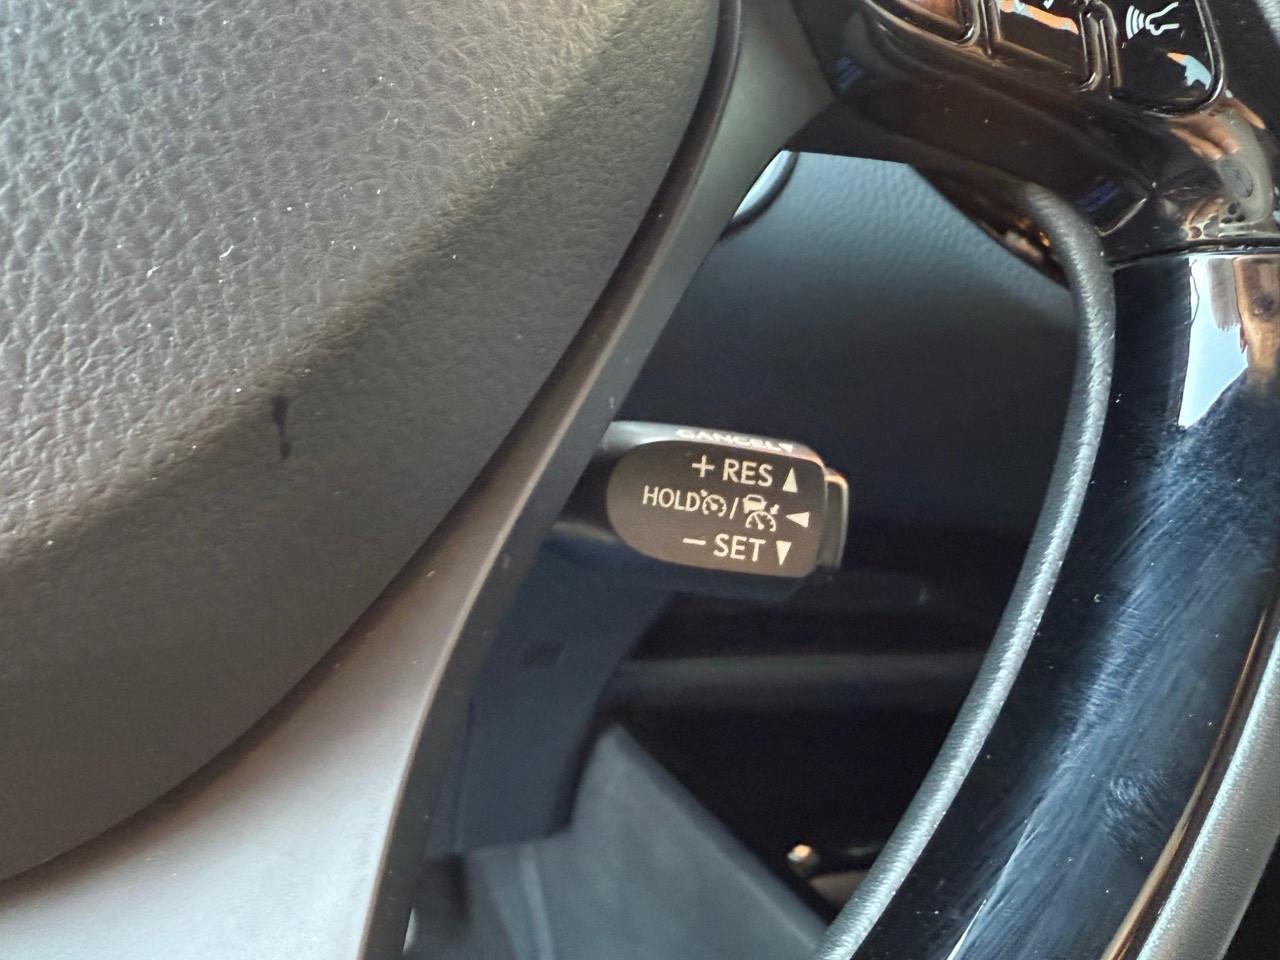 CANCEL▼
+ RES ▲
HOLD / ◀
− SET ▼